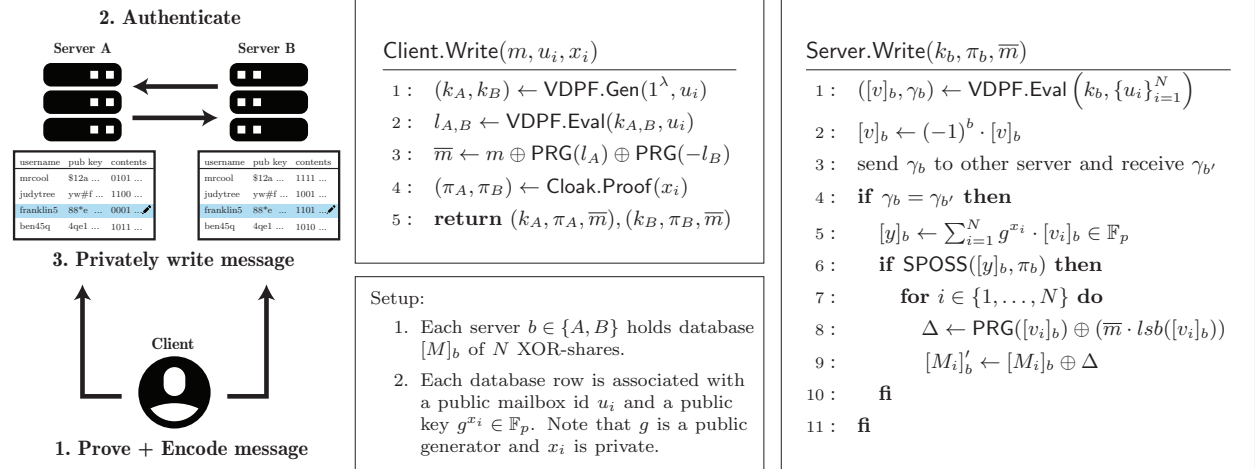 2. Authenticate
Server A Server B
username pub key contents
mrcool $12a ... 0101 ...
judytree yw#f ... 1100 ...
franklin5 88*e ... 0001 ...
ben45q 4qe1 ... 1011 ...
username pub key contents
mrcool $12a ... 1111 ...
judytree yw#f ... 1001 ...
franklin5 88*e ... 1101 ...
ben45q 4qe1 ... 1010 ...
3. Privately write message
Client
1. Prove + Encode message
Client.Write(m, u_i, x_i)
1 : (k_A, k_B) ← VDPF.Gen(1^λ, u_i)
2 : l_{A,B} ← VDPF.Eval(k_{A,B}, u_i)
3 : m̅ ← m ⊕ PRG(l_A) ⊕ PRG(−l_B)
4 : (π_A, π_B) ← Cloak.Proof(x_i)
5 : return (k_A, π_A, m̅), (k_B, π_B, m̅)
Setup:
1. Each server b ∈ {A, B} holds database
[M]_b of N XOR-shares.
2. Each database row is associated with
a public mailbox id u_i and a public
key g^{x_i} ∈ 𝔽_p. Note that g is a public
generator and x_i is private.
Server.Write(k_b, π_b, m̅)
1 : ([v]_b, γ_b) ← VDPF.Eval(k_b, {u_i}_{i=1}^N)
2 : [v]_b ← (−1)^b · [v]_b
3 : send γ_b to other server and receive γ_{b′}
4 : if γ_b = γ_{b′} then
5 : [y]_b ← ∑_{i=1}^N g^{x_i} · [v_i]_b ∈ 𝔽_p
6 : if SPOSS([y]_b, π_b) then
7 : for i ∈ {1, . . . , N} do
8 : Δ ← PRG([v_i]_b) ⊕ (m̅ · lsb([v_i]_b))
9 : [M_i]′_b ← [M_i]_b ⊕ Δ
10 : fi
11 : fi